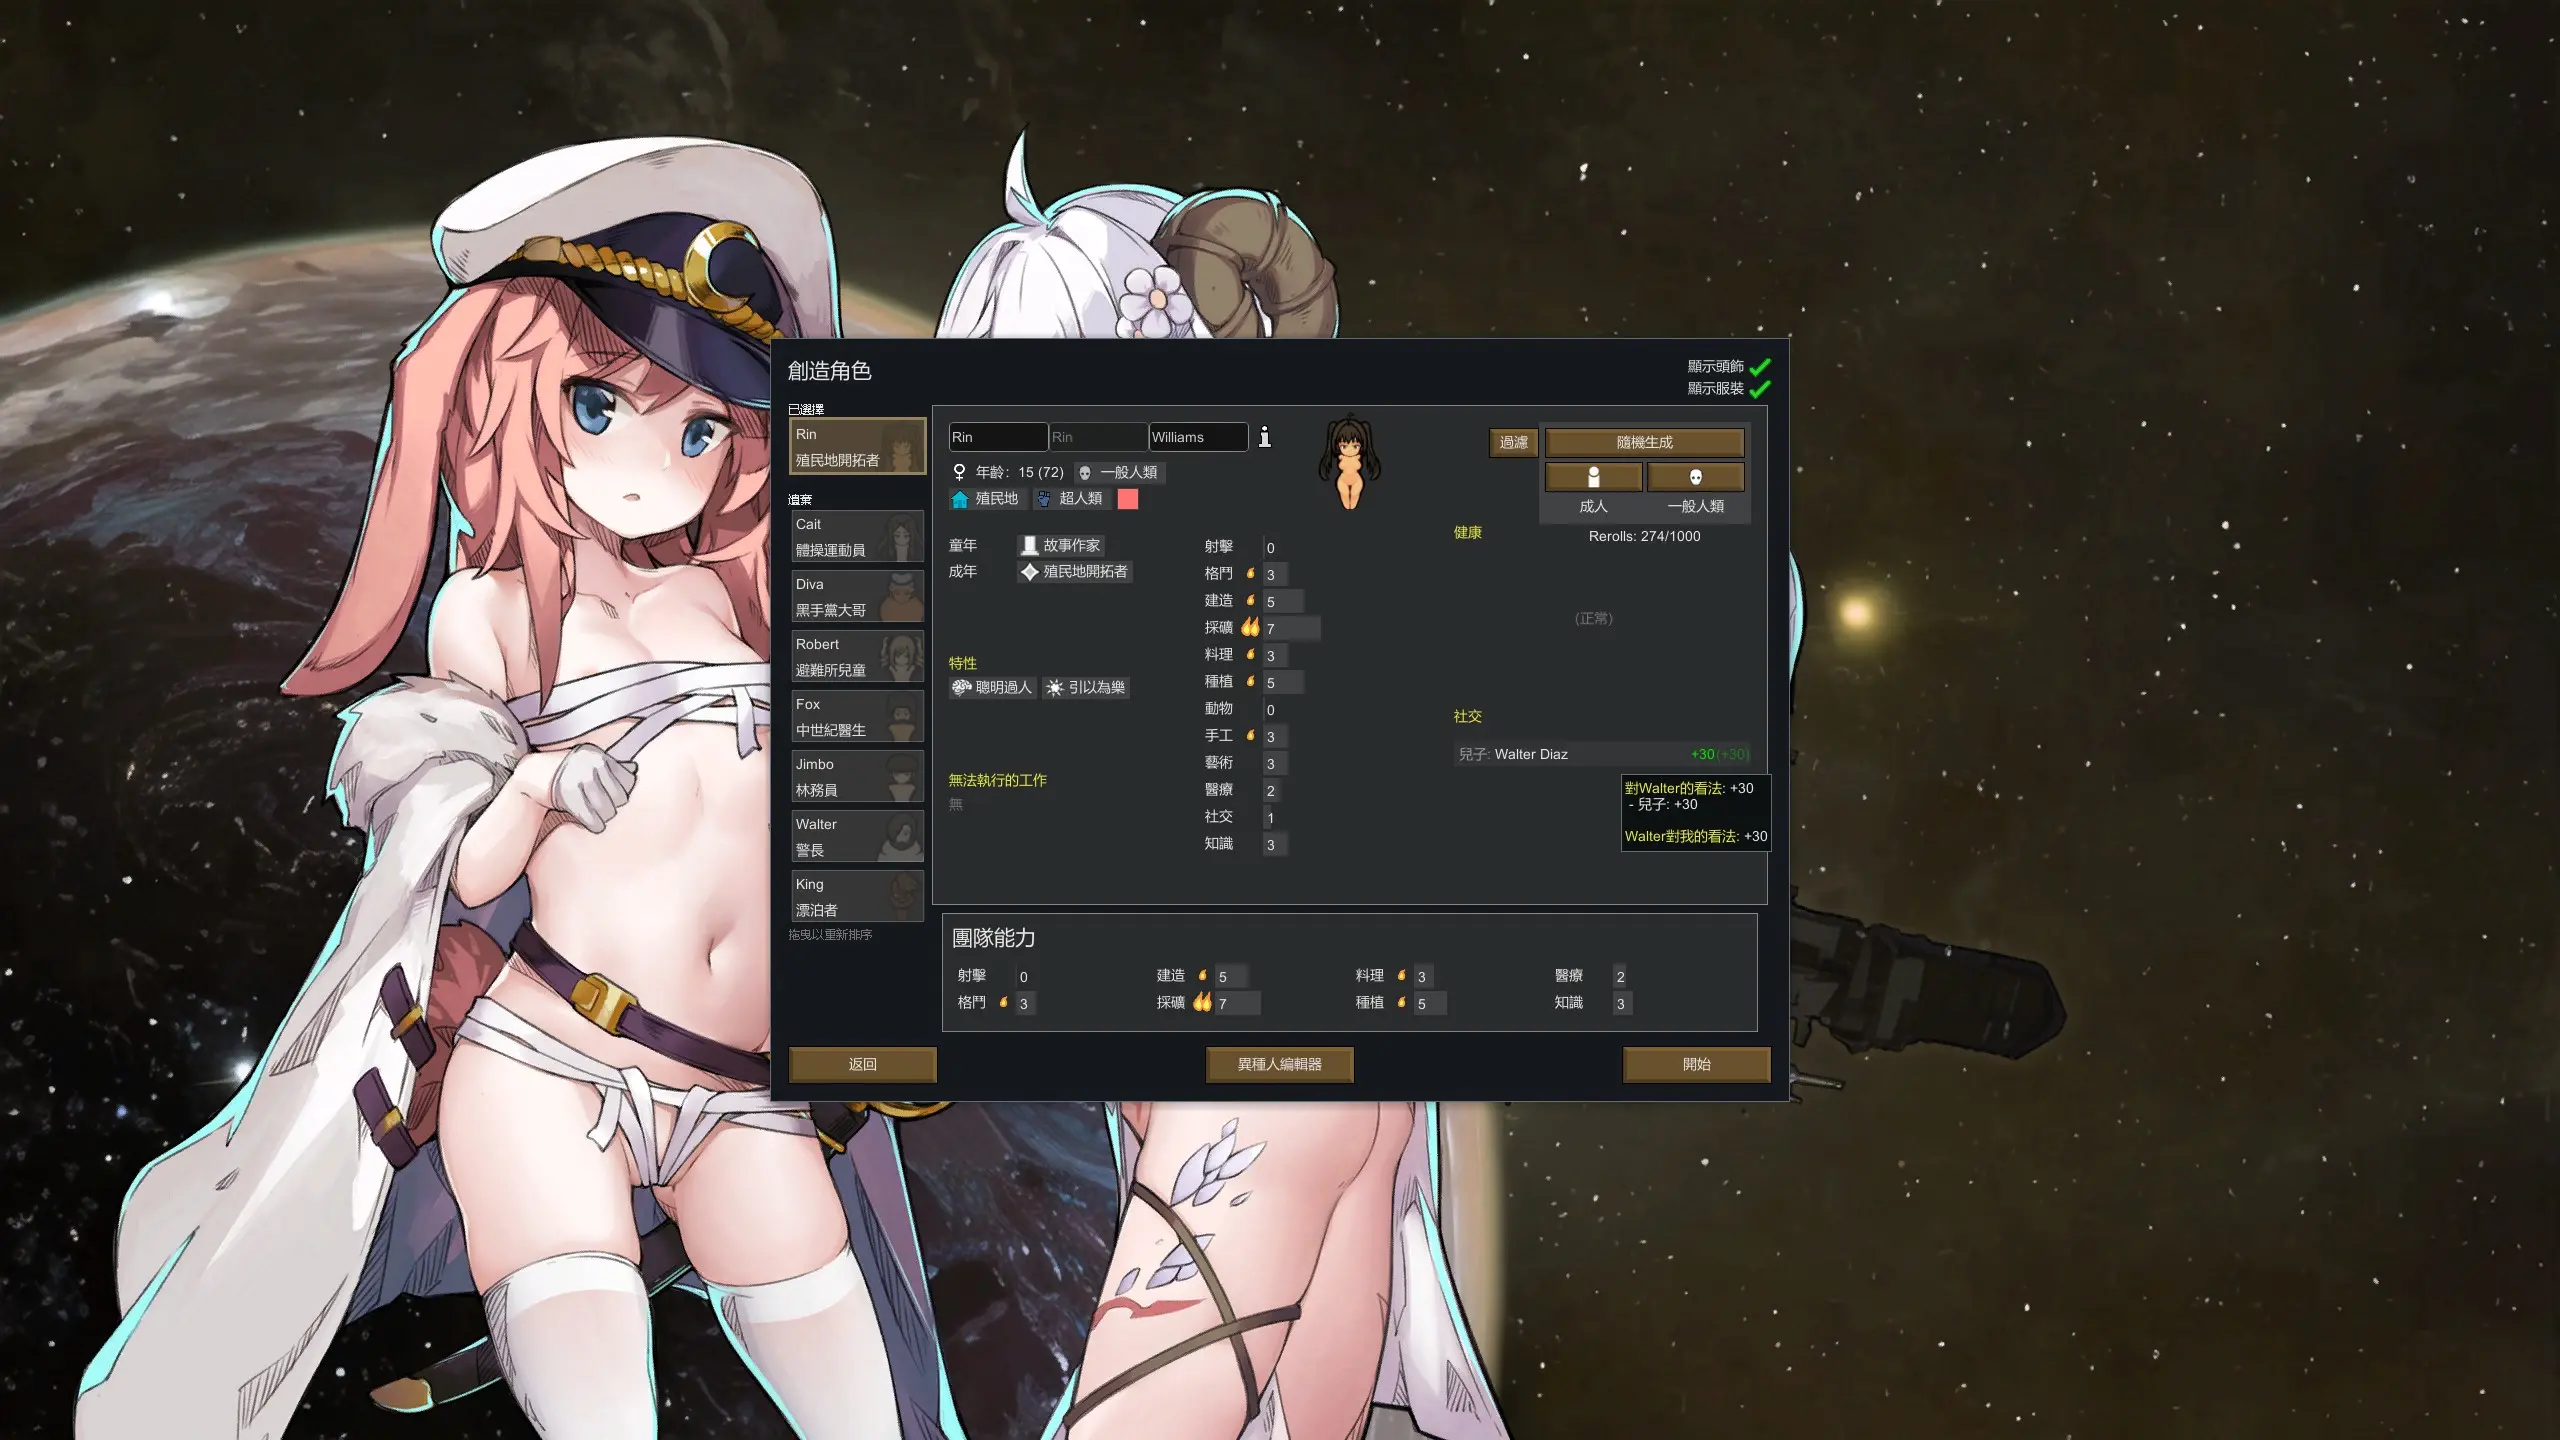 創造角色
顯示頭飾
顯示服裝
已選擇
Rin
殖民地開拓者
遺棄
Cait
體操運動員
Diva
黑手黨大哥
Robert
避難所兒童
Fox
中世紀醫生
Jimbo
林務員
Walter
警長
King
漂泊者
拖曳以重新排序
Rin
Rin
Williams
年齡: 15 (72)
一般人類
殖民地
超人類
過濾
隨機生成
成人
一般人類
Rerolls: 274/1000
童年
故事作家
成年
殖民地開拓者
特性
聰明過人
引以為樂
無法執行的工作
無
射擊 0
格鬥 3
建造 5
採礦 7
料理 3
種植 5
動物 0
手工 3
藝術 3
醫療 2
社交 1
知識 3
健康
(正常)
社交
兒子: Walter Diaz +30 (+30)
對Walter的看法: +30
- 兒子: +30
Walter對我的看法: +30
團隊能力
射擊 0 建造 5 料理 3 醫療 2
格鬥 3 採礦 7 種植 5 知識 3
返回
異種人編輯器
開始